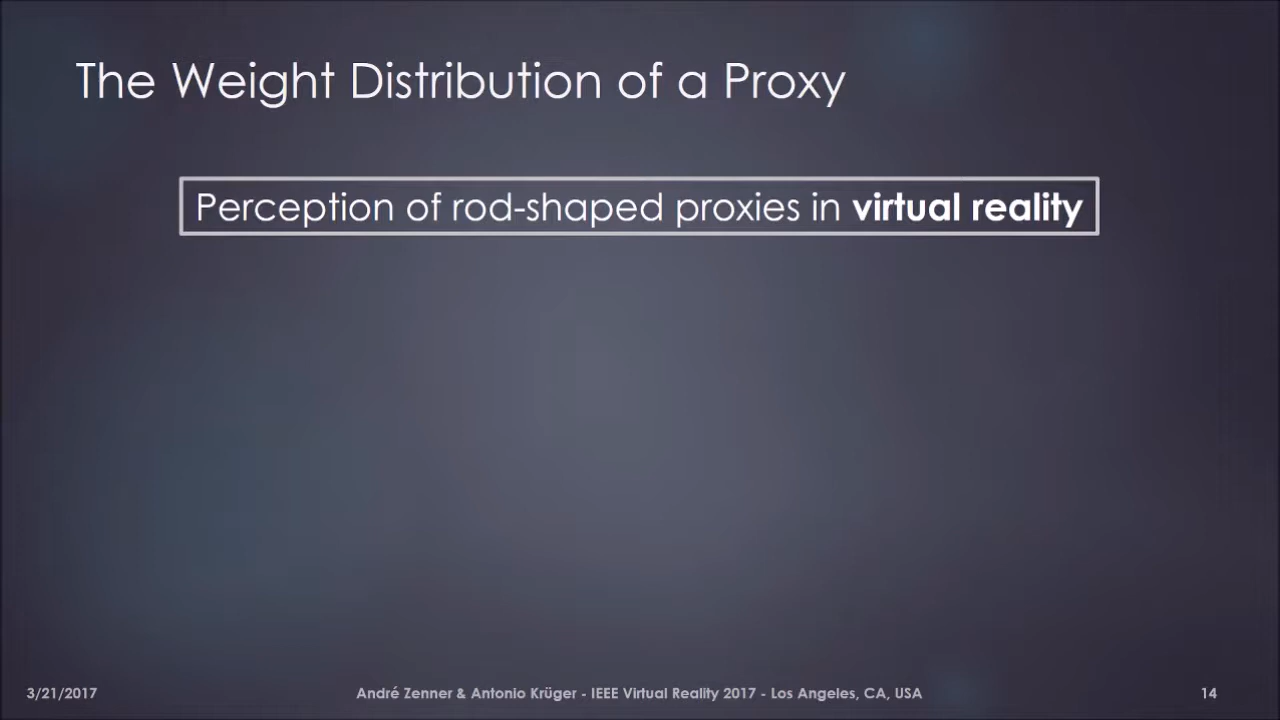 The Weight Distribution of a Proxy
Perception of rod-shaped proxies in virtual reality
3/21/2017
André Zenner & Antonio Krüger - IEEE Virtual Reality 2017 - Los Angeles, CA, USA
14